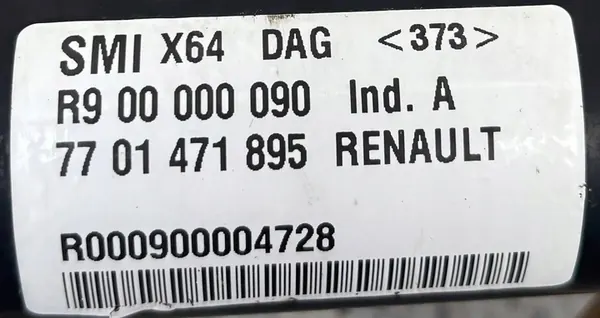 SMI X64 DAG <373>
R9 00 000 090 Ind. A
77 01 471 895 RENAULT
R000900004728